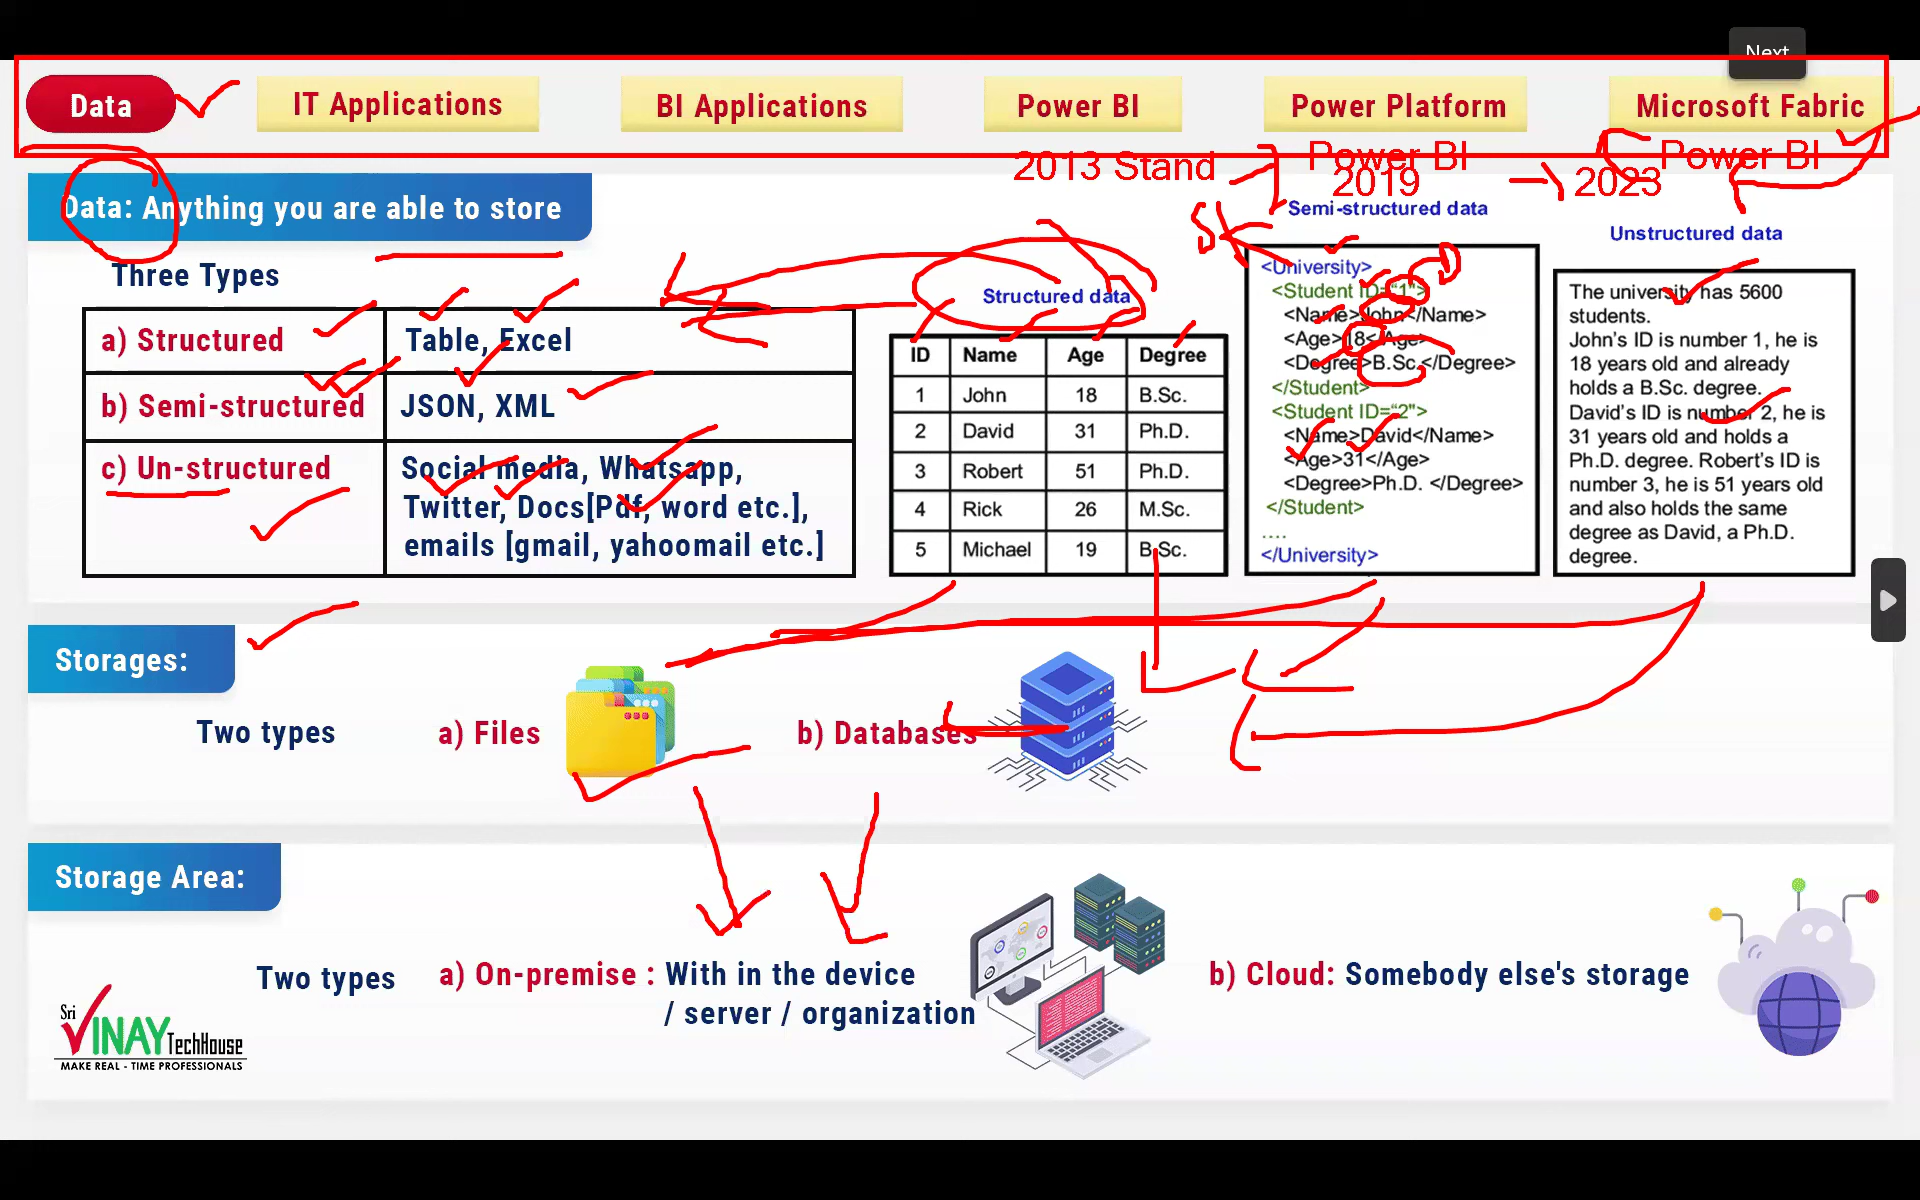 Next
Data
IT Applications
BI Applications
Power BI
Power Platform
Microsoft Fabric
2013 Stand
Power BI
2019
2023
Power BI
Data: Anything you are able to store
Three Types
a) Structured
Table, Excel
b) Semi-structured
JSON, XML
c) Un-structured
Social media, Whatsapp,
Twitter, Docs[Pdf, word etc.],
emails [gmail, yahoomail etc.]
Structured data
ID Name Age Degree
1 John 18 B.Sc.
2 David 31 Ph.D.
3 Robert 51 Ph.D.
4 Rick 26 M.Sc.
5 Michael 19 B.Sc.
Semi-structured data
<University>
<Student ID="1">
<Name>John</Name>
<Age>18</Age>
<Degree>B.Sc.</Degree>
</Student>
<Student ID="2">
<Name>David</Name>
<Age>31</Age>
<Degree>Ph.D. </Degree>
</Student>
....
</University>
Unstructured data
The university has 5600
students.
John's ID is number 1, he is
18 years old and already
holds a B.Sc. degree.
David's ID is number 2, he is
31 years old and holds a
Ph.D. degree. Robert's ID is
number 3, he is 51 years old
and also holds the same
degree as David, a Ph.D.
degree.
Storages:
Two types
a) Files
b) Databases
Storage Area:
Two types
a) On-premise : With in the device
/ server / organization
b) Cloud: Somebody else's storage
Sri
VINAY TechHouse
MAKE REAL - TIME PROFESSIONALS